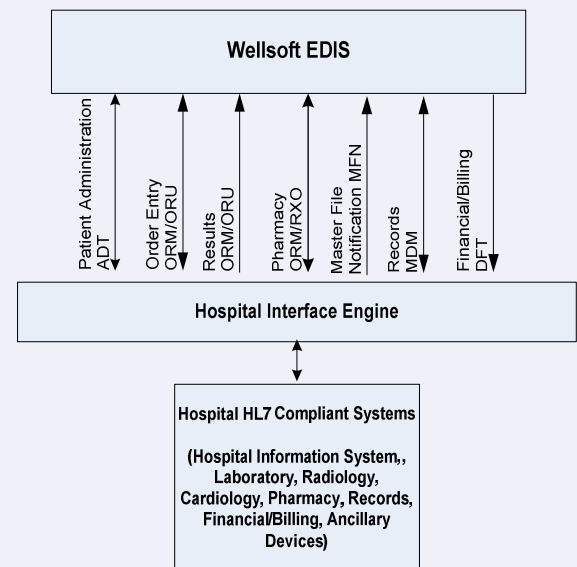 Wellsoft EDIS
Patient Administration
ADT
Order Entry
ORM/ORU
Results
ORM/ORU
Pharmacy
ORM/RXO
Master File
Notification MFN
Records
MDM
Financial/Billing
DFT
Hospital Interface Engine
Hospital HL7 Compliant Systems
(Hospital Information System,,
Laboratory, Radiology,
Cardiology, Pharmacy, Records,
Financial/Billing, Ancillary
Devices)